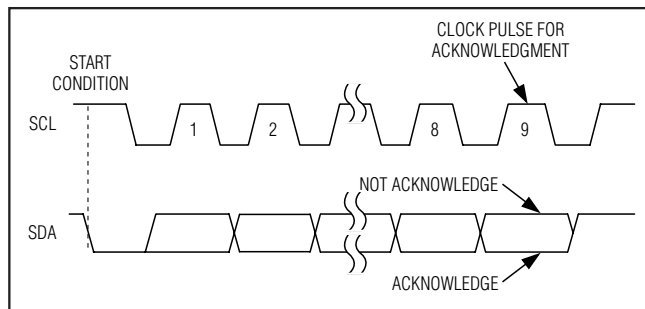 CLOCK PULSE FOR
ACKNOWLEDGMENT
START
CONDITION
SCL
1
2
8
9
NOT ACKNOWLEDGE
SDA
ACKNOWLEDGE